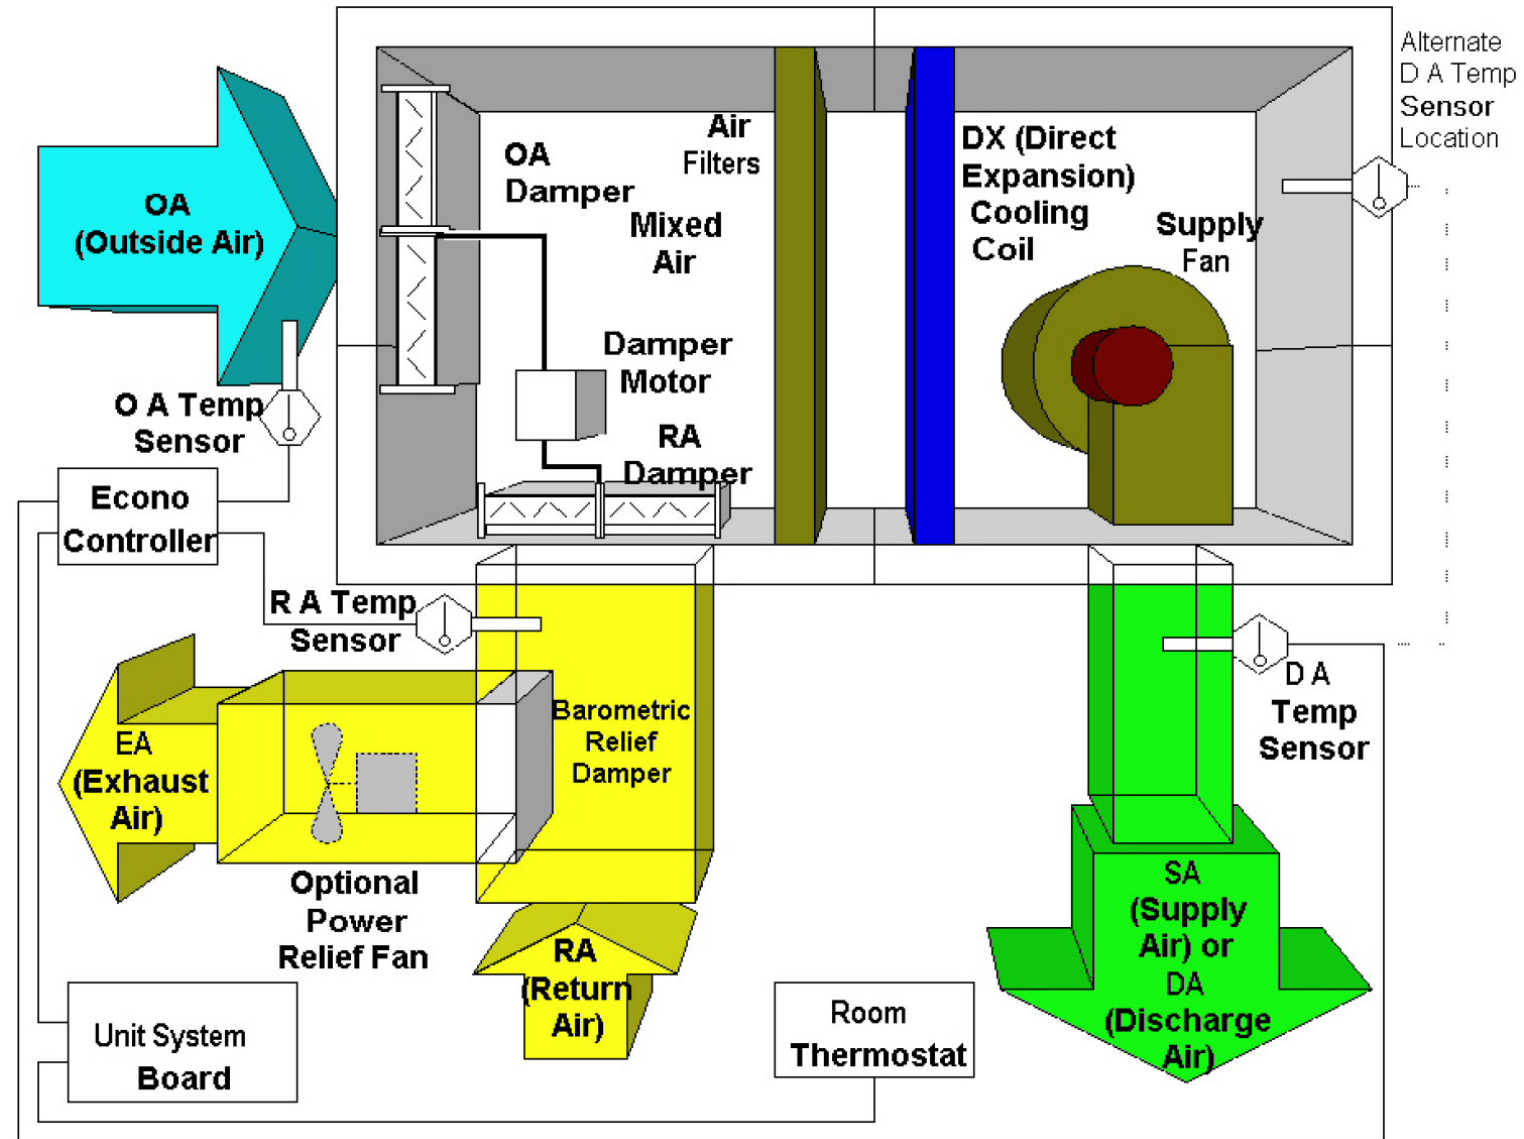 Alternate
D A Temp
Sensor
Location
Air
Filters
OA
Damper
Mixed
Air
DX (Direct
Expansion)
Cooling
Coil
Supply
Fan
OA
(Outside Air)
Damper
Motor
O A Temp
Sensor
RA
Damper
Econo
Controller
R A Temp
Sensor
D A
Temp
Sensor
Barometric
Relief
Damper
EA
(Exhaust
Air)
Optional
Power
Relief Fan
SA
(Supply
Air) or
DA
(Discharge
Air)
RA
(Return
Air)
Unit System
Board
Room
Thermostat